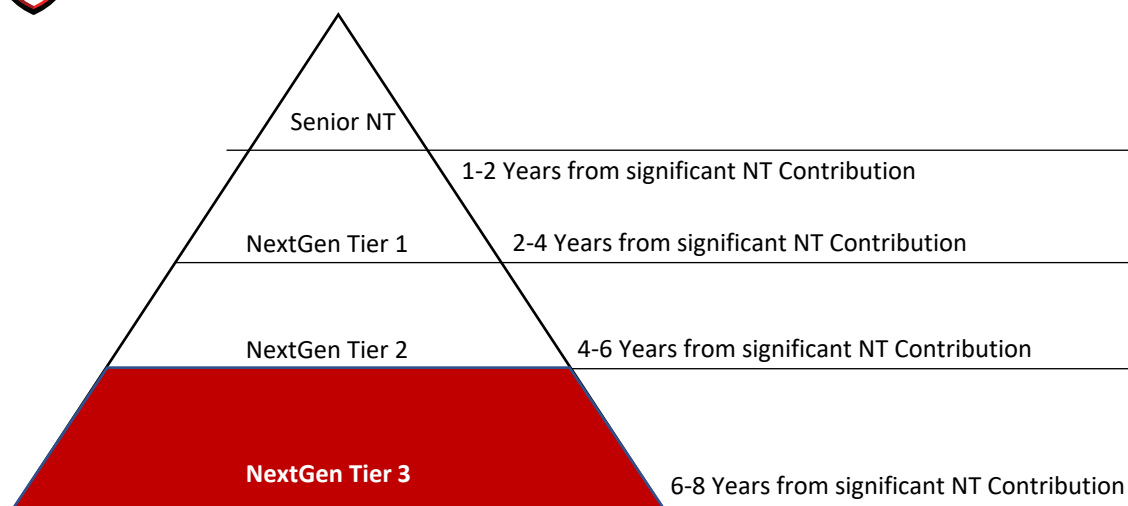 Senior NT
1-2 Years from significant NT Contribution
NextGen Tier 1
2-4 Years from significant NT Contribution
NextGen Tier 2
4-6 Years from significant NT Contribution
NextGen Tier 3
6-8 Years from significant NT Contribution